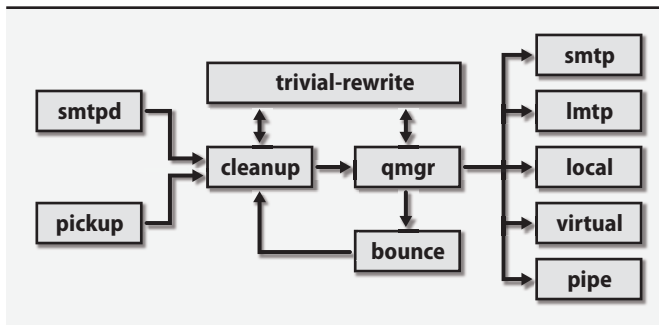 smtp
trivial-rewrite
smtpd
lmtp
cleanup
qmgr
local
pickup
virtual
bounce
pipe